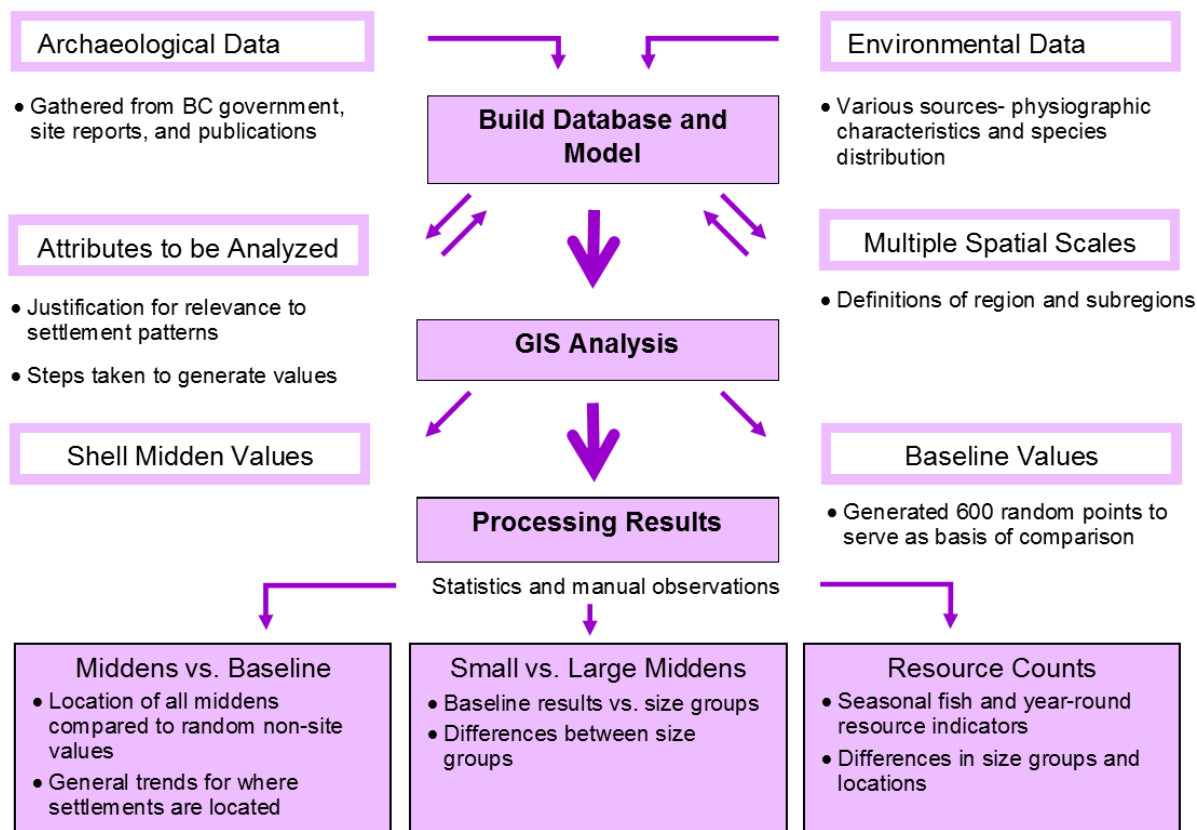 Archaeological Data
• Gathered from BC government,
site reports, and publications
Environmental Data
• Various sources- physiographic
characteristics and species
distribution
Build Database and
Model
Attributes to be Analyzed
• Justification for relevance to
settlement patterns
• Steps taken to generate values
Multiple Spatial Scales
• Definitions of region and subregions
GIS Analysis
Shell Midden Values
Baseline Values
• Generated 600 random points to
serve as basis of comparison
Processing Results
Statistics and manual observations
Middens vs. Baseline
• Location of all middens
compared to random non-site
values
• General trends for where
settlements are located
Small vs. Large Middens
• Baseline results vs. size groups
• Differences between size
groups
Resource Counts
• Seasonal fish and year-round
resource indicators
• Differences in size groups and
locations